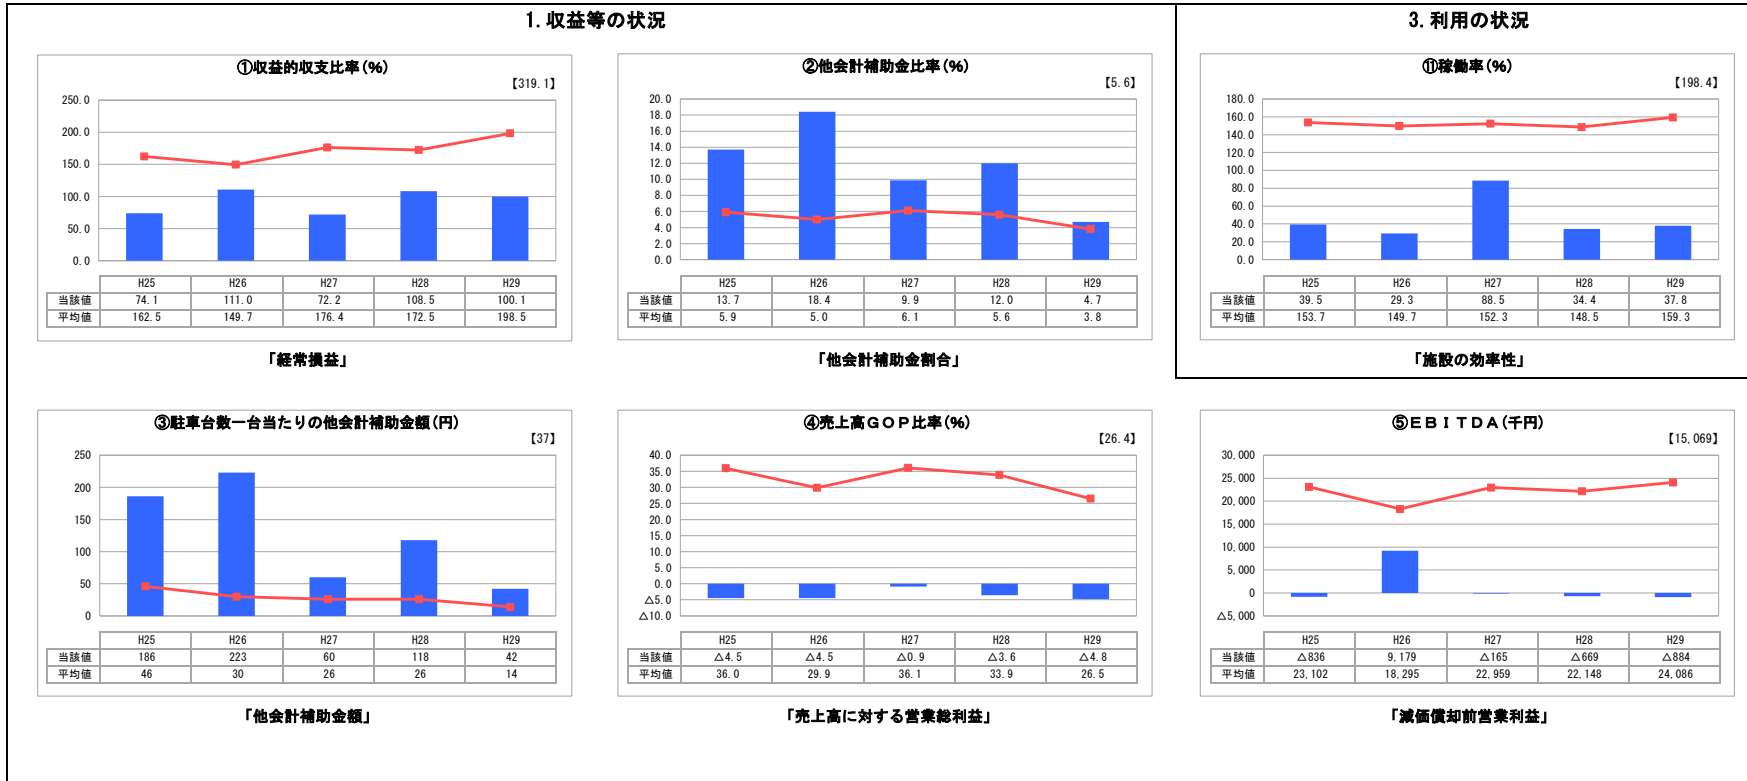 1. 収益等の状況
3. 利用の状況
①収益的収支比率(%)
【319.1】
250.0
200.0
150.0
100.0
50.0
0.0
H25 H26 H27 H28 H29
当該値 74.1 111.0 72.2 108.5 100.1
平均値 162.5 149.7 176.4 172.5 198.5
「経常損益」
②他会計補助金比率(%)
【5.6】
20.0
18.0
16.0
14.0
12.0
10.0
8.0
6.0
4.0
2.0
0.0
H25 H26 H27 H28 H29
当該値 13.7 18.4 9.9 12.0 4.7
平均値 5.9 5.0 6.1 5.6 3.8
「他会計補助金割合」
⑪稼働率(%)
【198.4】
180.0
160.0
140.0
120.0
100.0
80.0
60.0
40.0
20.0
0.0
H25 H26 H27 H28 H29
当該値 39.5 29.3 88.5 34.4 37.8
平均値 153.7 149.7 152.3 148.5 159.3
「施設の効率性」
③駐車台数一台当たりの他会計補助金額(円)
【37】
250
200
150
100
50
0
H25 H26 H27 H28 H29
当該値 186 223 60 118 42
平均値 46 30 26 26 14
「他会計補助金額」
④売上高GOP比率(%)
【26.4】
40.0
35.0
30.0
25.0
20.0
15.0
10.0
5.0
0.0
△5.0
△10.0
H25 H26 H27 H28 H29
当該値 △4.5 △4.5 △0.9 △3.6 △4.8
平均値 36.0 29.9 36.1 33.9 26.5
「売上高に対する営業総利益」
⑤EBITDA(千円)
【15,069】
30,000
25,000
20,000
15,000
10,000
5,000
0
△5,000
H25 H26 H27 H28 H29
当該値 △836 9,179 △165 △669 △884
平均値 23,102 18,295 22,959 22,148 24,086
「減価償却前営業利益」